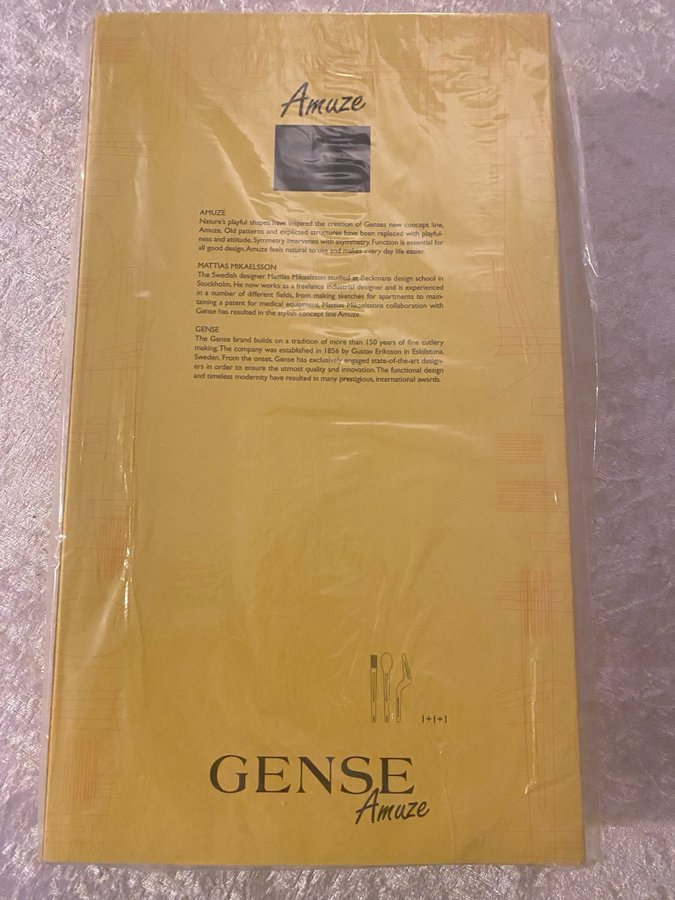 Amuze
AMUZE
Nature's playful shapes have inspired the creation of Genses new concept line,
Amuze. Old patterns and expected structures have been replaced with playful-
ness and attitude. Symmetry intervenes with asymmetry. Function is essential for
all good design. Amuze feels natural to use and makes every day life easier.
MATTIAS MIKAELSSON
The Swedish designer Mattias Mikaelsson studied at Beckmans design school in
Stockholm. He now works as a freelance industrial designer and is experienced
in a number of different fields, from making sketches for apartments to main-
taining a patent for medical equipment. Mattias Mikaelssons collaboration with
Gense has resulted in the stylish concept line Amuze.
GENSE
The Gense brand builds on a tradition of more than 150 years of fine cutlery
making. The company was established in 1856 by Gustav Eriksson in Eskilstuna,
Sweden. From the onset, Gense has exclusively engaged state-of-the-art design-
ers in order to ensure the utmost quality and innovation. The functional design
and timeless modernity have resulted in many prestigious, international awards.
1+1+1
GENSE
Amuze